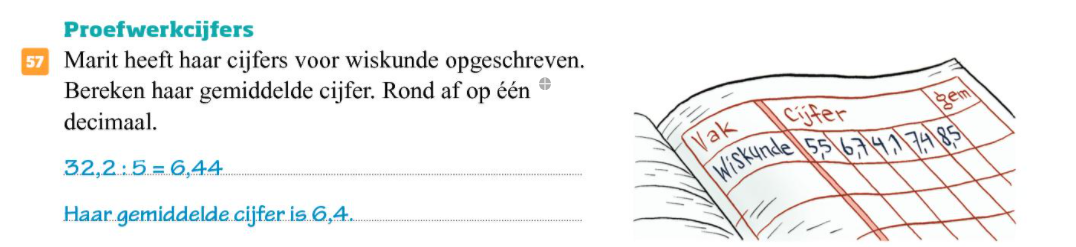 Proefwerkcijfers
57 Marit heeft haar cijfers voor wiskunde opgeschreven.
Bereken haar gemiddelde cijfer. Rond af op één
decimaal.
32,2 : 5 = 6,44
Haar gemiddelde cijfer is 6,4.
Vak Cijfer gem
Wiskunde 5,5 6,7 4,1 7,4 8,5